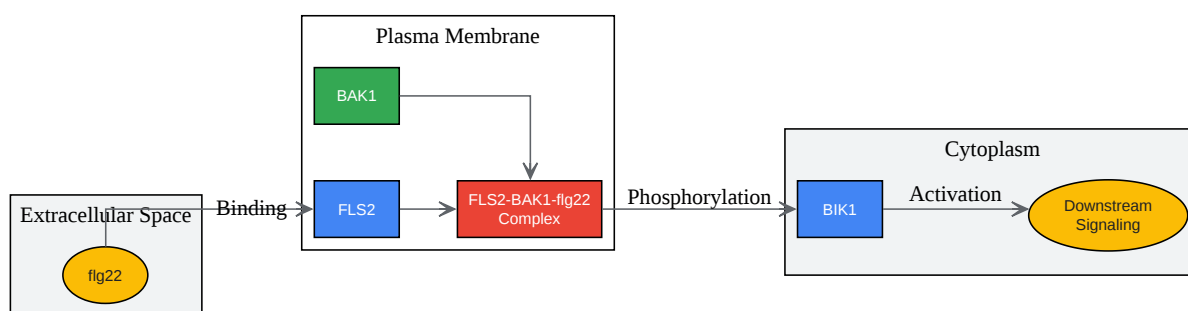 Plasma Membrane
BAK1
Cytoplasm
Extracellular Space
Binding
FLS2
FLS2-BAK1-flg22
Complex
Phosphorylation
BIK1
Activation
Downstream
Signaling
flg22